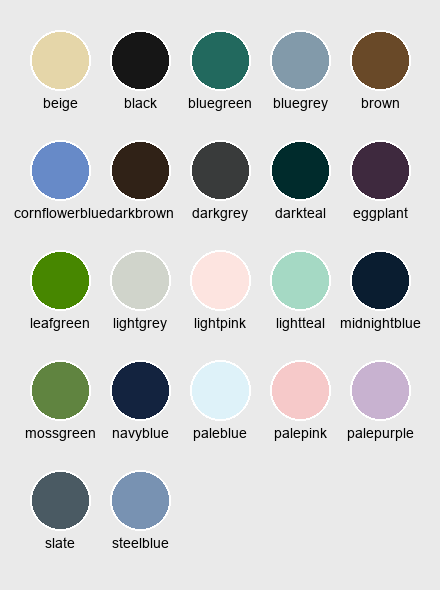 beige black bluegreen bluegrey brown
cornflowerblue darkbrown darkgrey darkteal eggplant
leafgreen lightgrey lightpink lightteal midnightblue
mossgreen navyblue paleblue palepink palepurple
slate steelblue